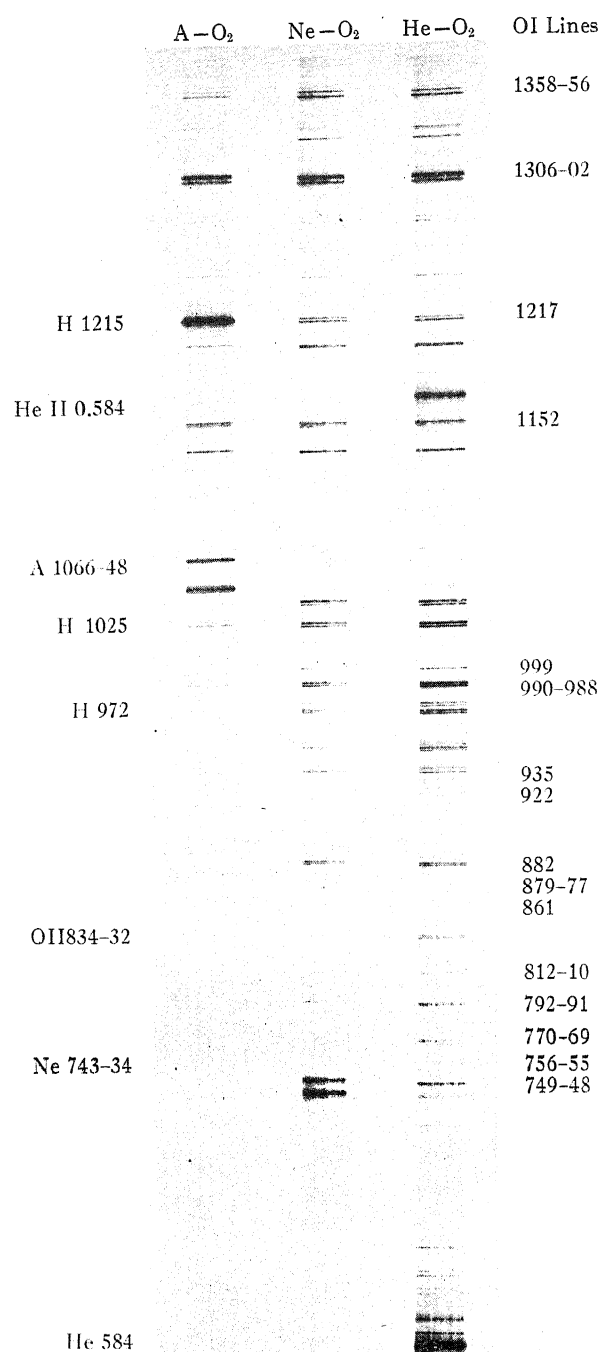 A–O₂ Ne–O₂ He–O₂ OI Lines
1358–56
1306-02
H 1215 1217
He II 0.584 1152
A 1066-48
H 1025
999
990–988
H 972
935
922
882
879–77
861
OII834–32
812–10
792–91
770–69
Ne 743–34 756–55
749–48
He 584